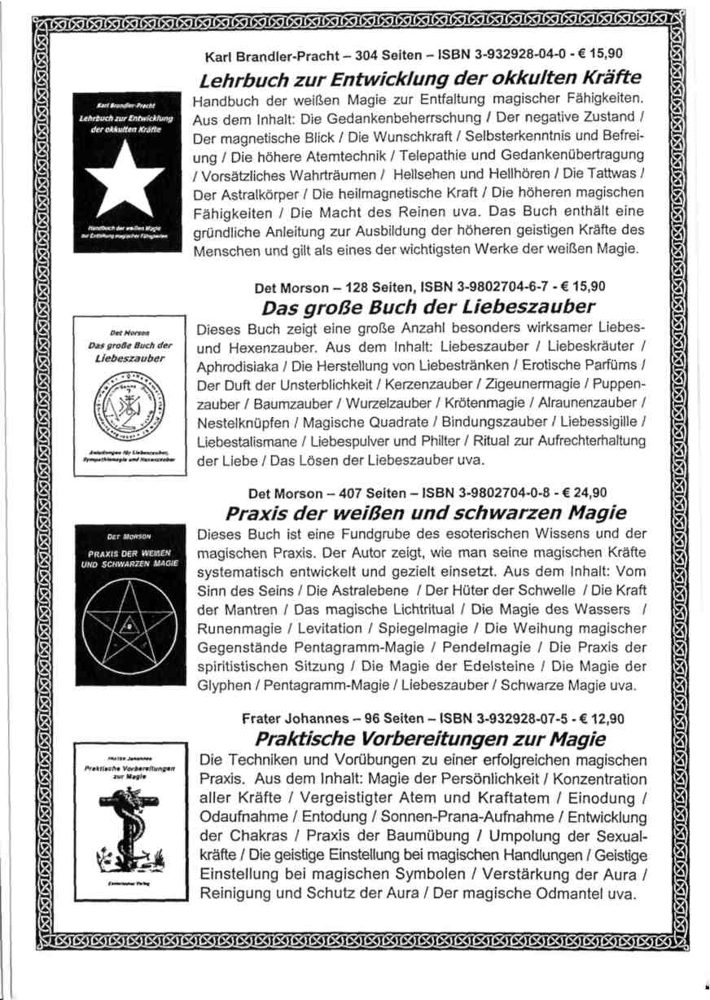 Karl Brandler-Pracht – 304 Seiten – ISBN 3-932928-04-0 - € 15,90
Lehrbuch zur Entwicklung der okkulten Kräfte
Karl Brandler-Pracht
Lehrbuch zur Entwicklung
der okkulten Kräfte
Handbuch der weißen Magie
zur Entfaltung magischer Fähigkeiten
Handbuch der weißen Magie zur Entfaltung magischer Fähigkeiten.
Aus dem Inhalt: Die Gedankenbeherrschung / Der negative Zustand /
Der magnetische Blick / Die Wunschkraft / Selbsterkenntnis und Befrei-
ung / Die höhere Atemtechnik / Telepathie und Gedankenübertragung
/ Vorsätzliches Wahrträumen / Hellsehen und Hellhören / Die Tattwas /
Der Astralkörper / Die heilmagnetische Kraft / Die höheren magischen
Fähigkeiten / Die Macht des Reinen uva. Das Buch enthält eine
gründliche Anleitung zur Ausbildung der höheren geistigen Kräfte des
Menschen und gilt als eines der wichtigsten Werke der weißen Magie.
Det Morson – 128 Seiten, ISBN 3-9802704-6-7 - € 15,90
Das große Buch der Liebeszauber
Det Morson
Das große Buch der
Liebeszauber
Anleitungen für Liebeszauber,
Sympathiemagie und Hexenzauber
Dieses Buch zeigt eine große Anzahl besonders wirksamer Liebes-
und Hexenzauber. Aus dem Inhalt: Liebeszauber / Liebeskräuter /
Aphrodisiaka / Die Herstellung von Liebestränken / Erotische Parfüms /
Der Duft der Unsterblichkeit / Kerzenzauber / Zigeunermagie / Puppen-
zauber / Baumzauber / Wurzelzauber / Krötenmagie / Alraunenzauber /
Nestelknüpfen / Magische Quadrate / Bindungszauber / Liebessigille /
Liebestalismane / Liebespulver und Philter / Ritual zur Aufrechterhaltung
der Liebe / Das Lösen der Liebeszauber uva.
Det Morson – 407 Seiten – ISBN 3-9802704-0-8 - € 24,90
Praxis der weißen und schwarzen Magie
DET MORSON
PRAXIS DER WEIßEN
UND SCHWARZEN MAGIE
Dieses Buch ist eine Fundgrube des esoterischen Wissens und der
magischen Praxis. Der Autor zeigt, wie man seine magischen Kräfte
systematisch entwickelt und gezielt einsetzt. Aus dem Inhalt: Vom
Sinn des Seins / Die Astralebene / Der Hüter der Schwelle / Die Kraft
der Mantren / Das magische Lichtritual / Die Magie des Wassers /
Runenmagie / Levitation / Spiegelmagie / Die Weihung magischer
Gegenstände Pentagramm-Magie / Pendelmagie / Die Praxis der
spiritistischen Sitzung / Die Magie der Edelsteine / Die Magie der
Glyphen / Pentagramm-Magie / Liebeszauber / Schwarze Magie uva.
Frater Johannes – 96 Seiten – ISBN 3-932928-07-5 - € 12,90
Praktische Vorbereitungen zur Magie
FRATER JOHANNES
Praktische Vorbereitungen
zur Magie
Die Techniken und Vorübungen zu einer erfolgreichen magischen
Praxis. Aus dem Inhalt: Magie der Persönlichkeit / Konzentration
aller Kräfte / Vergeistigter Atem und Kraftatem / Einodung /
Odaufnahme / Entodung / Sonnen-Prana-Aufnahme / Entwicklung
der Chakras / Praxis der Baumübung / Umpolung der Sexual-
kräfte / Die geistige Einstellung bei magischen Handlungen / Geistige
Einstellung bei magischen Symbolen / Verstärkung der Aura /
Reinigung und Schutz der Aura / Der magische Odmantel uva.